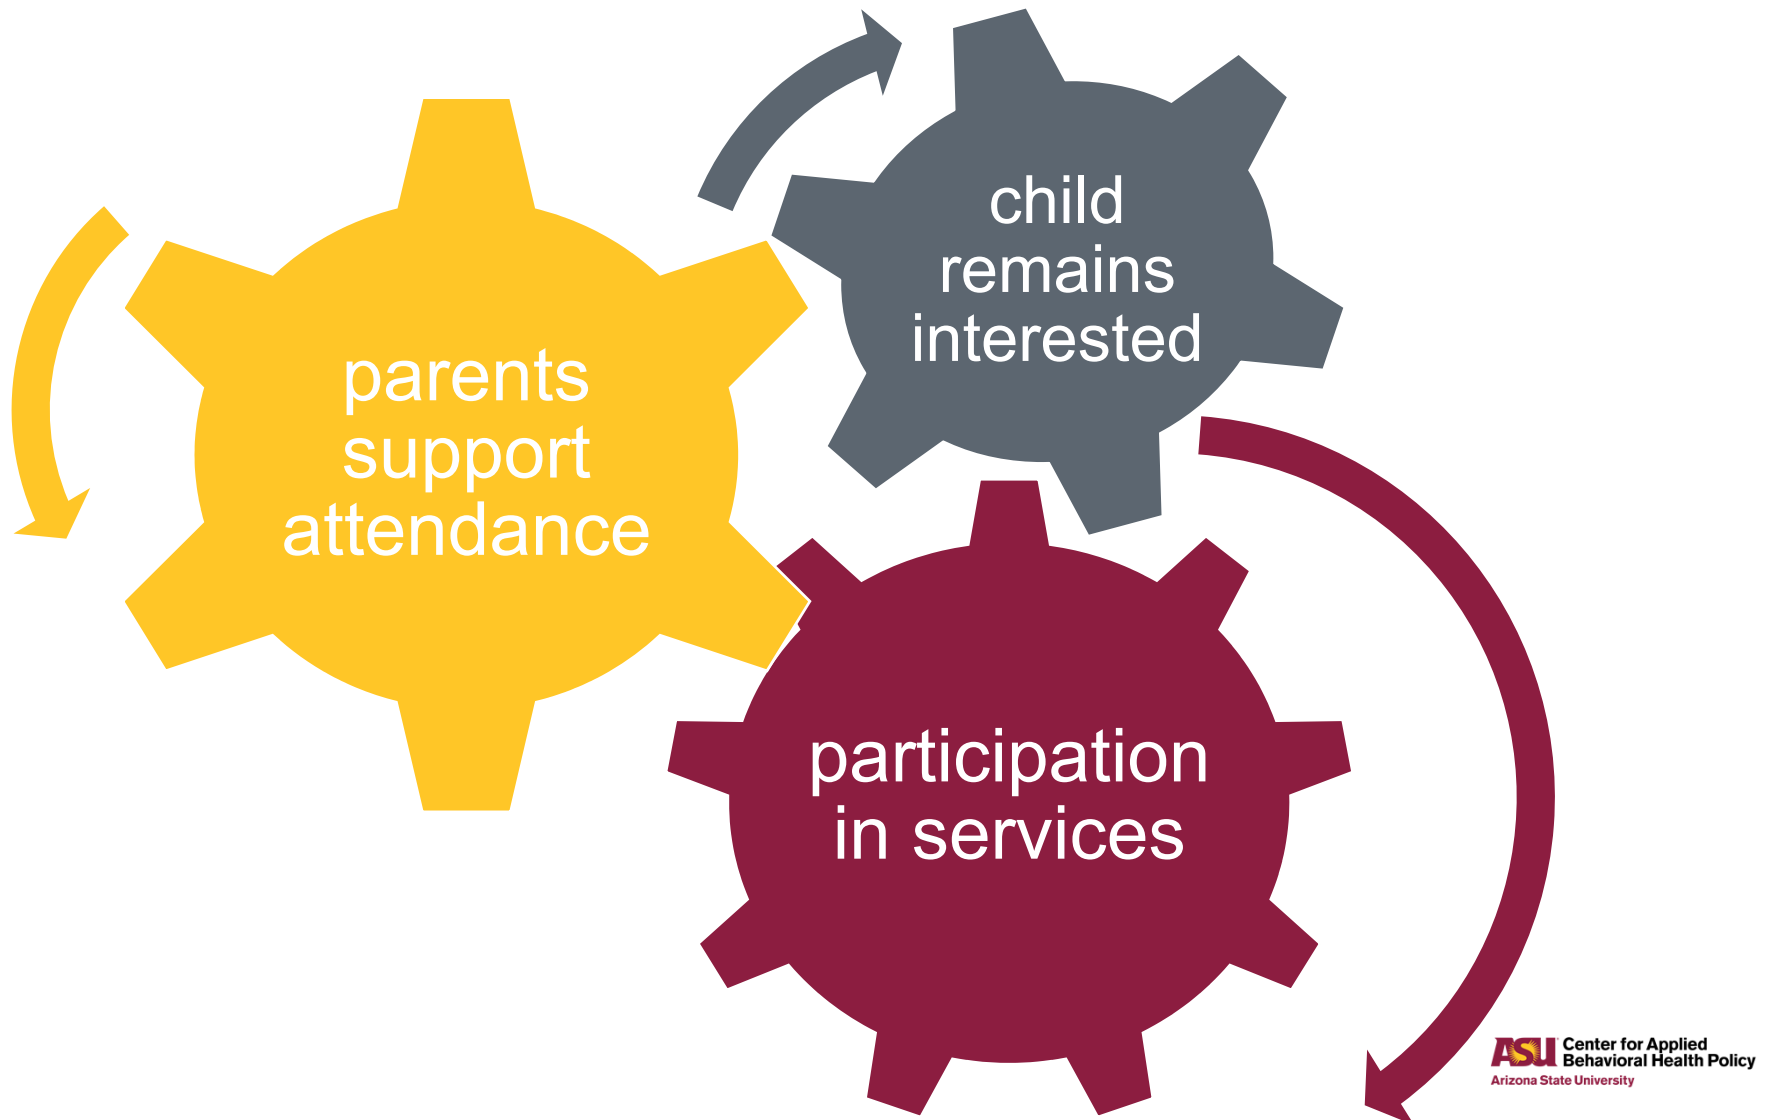 child
remains
interested
parents
support
attendance
participation
in services
ASU Center for Applied
Behavioral Health Policy
Arizona State University